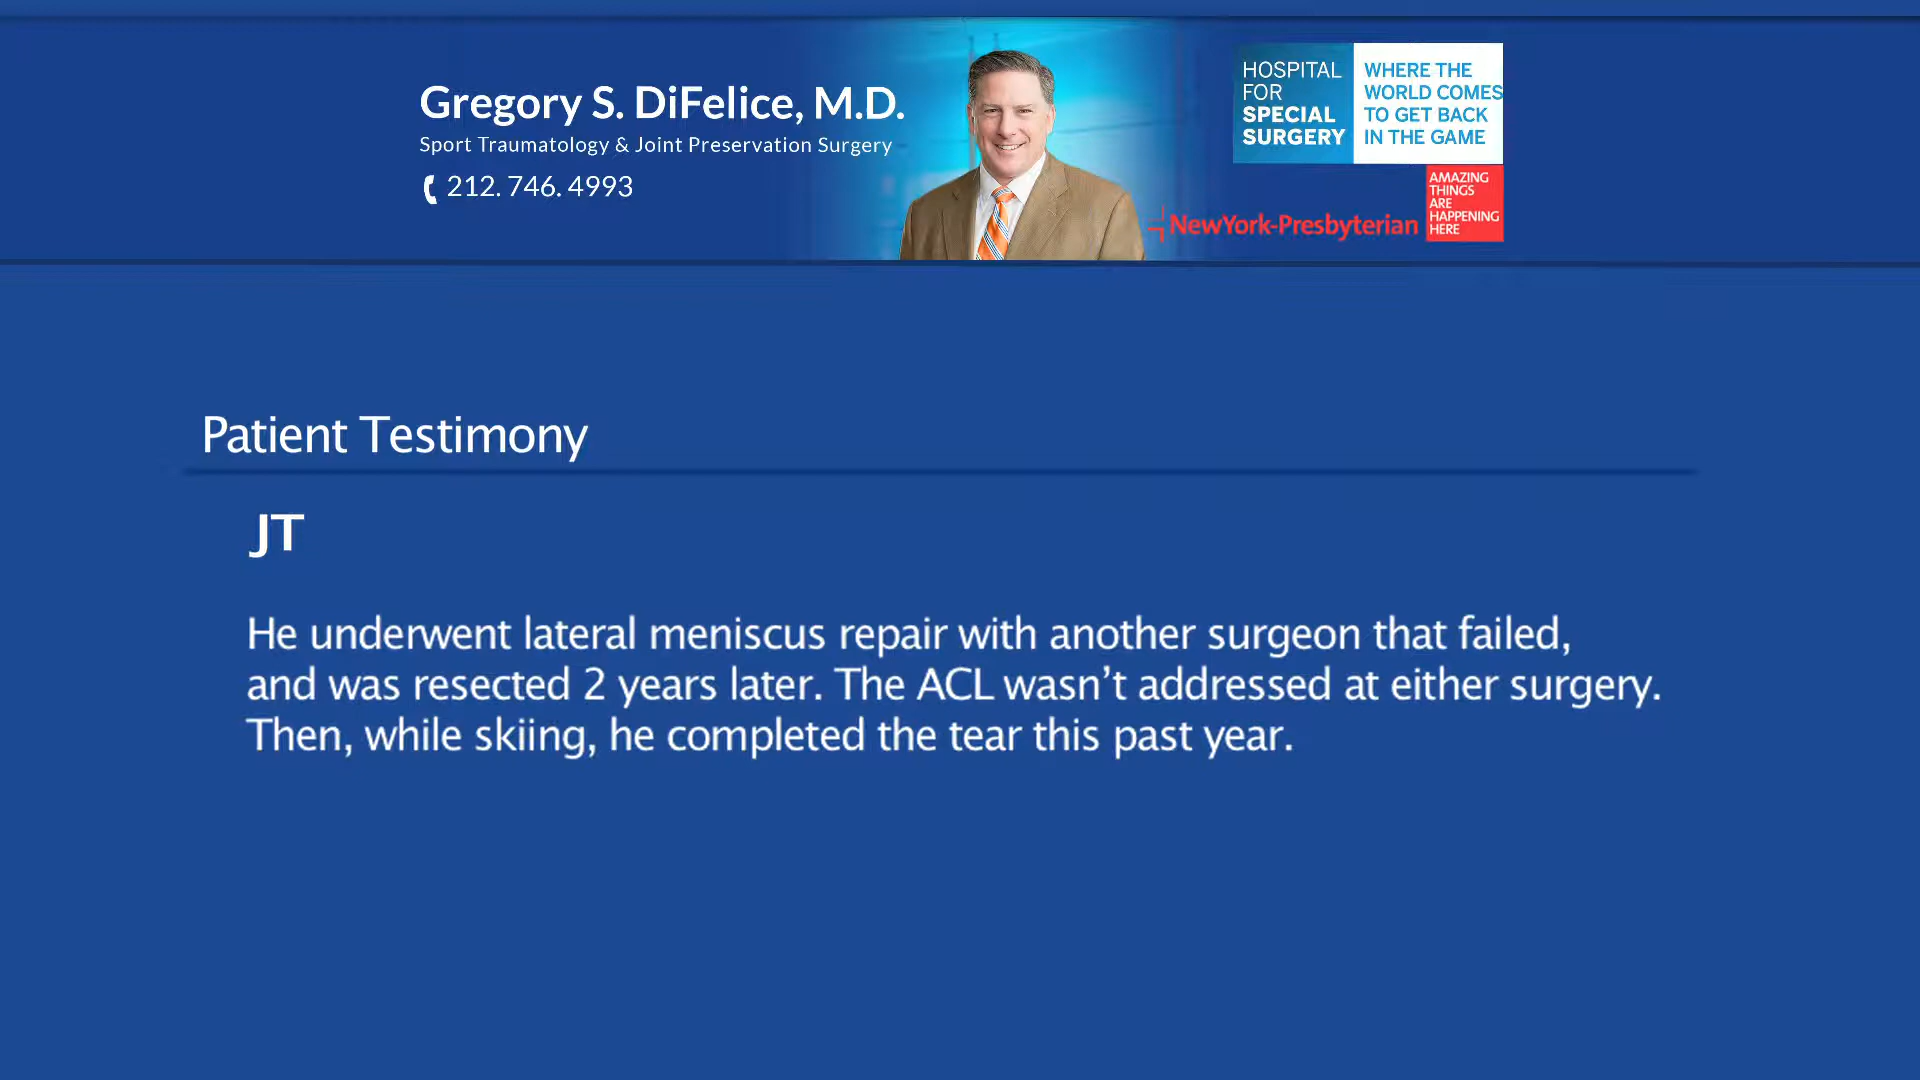 Gregory S. DiFelice, M.D.
Sport Traumatology & Joint Preservation Surgery
212. 746. 4993
HOSPITAL
FOR
SPECIAL
SURGERY
WHERE THE
WORLD COMES
TO GET BACK
IN THE GAME
NewYork-Presbyterian
AMAZING
THINGS
ARE
HAPPENING
HERE
Patient Testimony
JT
He underwent lateral meniscus repair with another surgeon that failed,
and was resected 2 years later. The ACL wasn’t addressed at either surgery.
Then, while skiing, he completed the tear this past year.